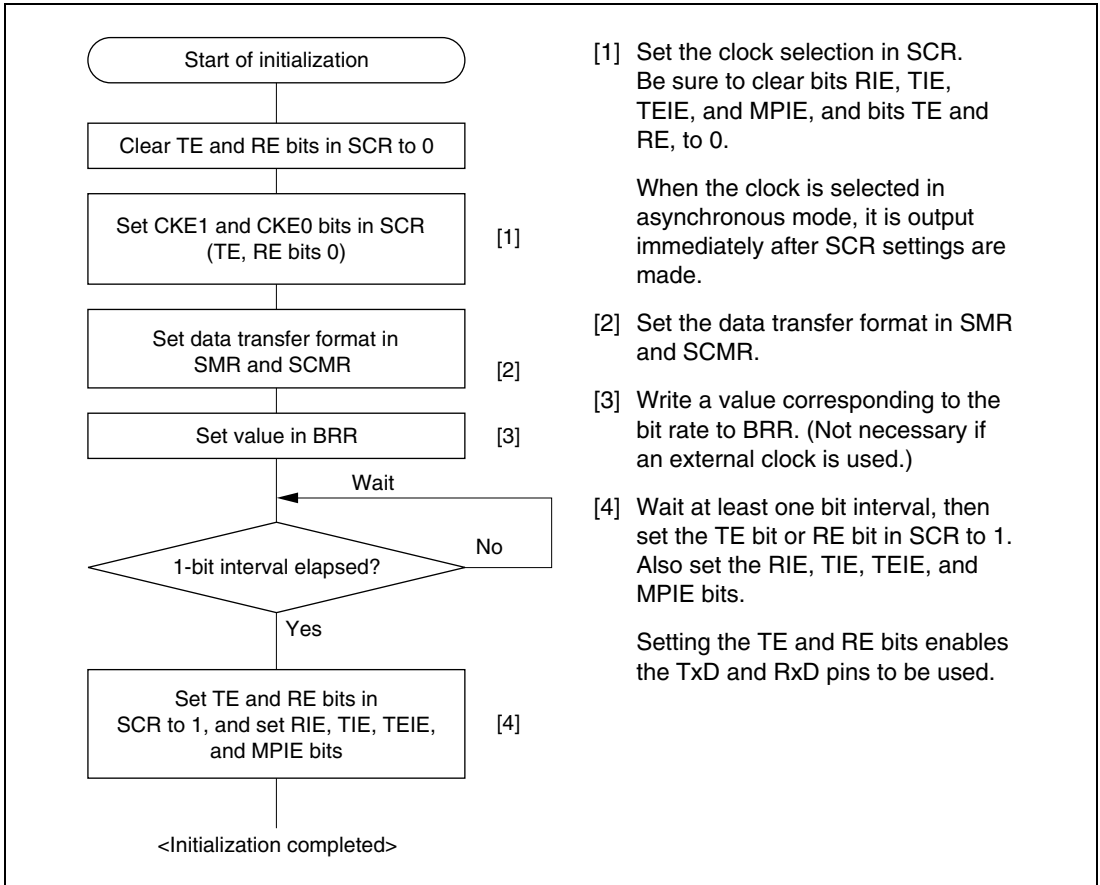 Start of initialization
Clear TE and RE bits in SCR to 0
Set CKE1 and CKE0 bits in SCR
(TE, RE bits 0)
[1]
Set data transfer format in
SMR and SCMR
[2]
Set value in BRR
[3]
Wait
1-bit interval elapsed?
No
Yes
Set TE and RE bits in
SCR to 1, and set RIE, TIE, TEIE,
and MPIE bits
[4]
<Initialization completed>
[1] Set the clock selection in SCR.
Be sure to clear bits RIE, TIE,
TEIE, and MPIE, and bits TE and
RE, to 0.
When the clock is selected in
asynchronous mode, it is output
immediately after SCR settings are
made.
[2] Set the data transfer format in SMR
and SCMR.
[3] Write a value corresponding to the
bit rate to BRR. (Not necessary if
an external clock is used.)
[4] Wait at least one bit interval, then
set the TE bit or RE bit in SCR to 1.
Also set the RIE, TIE, TEIE, and
MPIE bits.
Setting the TE and RE bits enables
the TxD and RxD pins to be used.